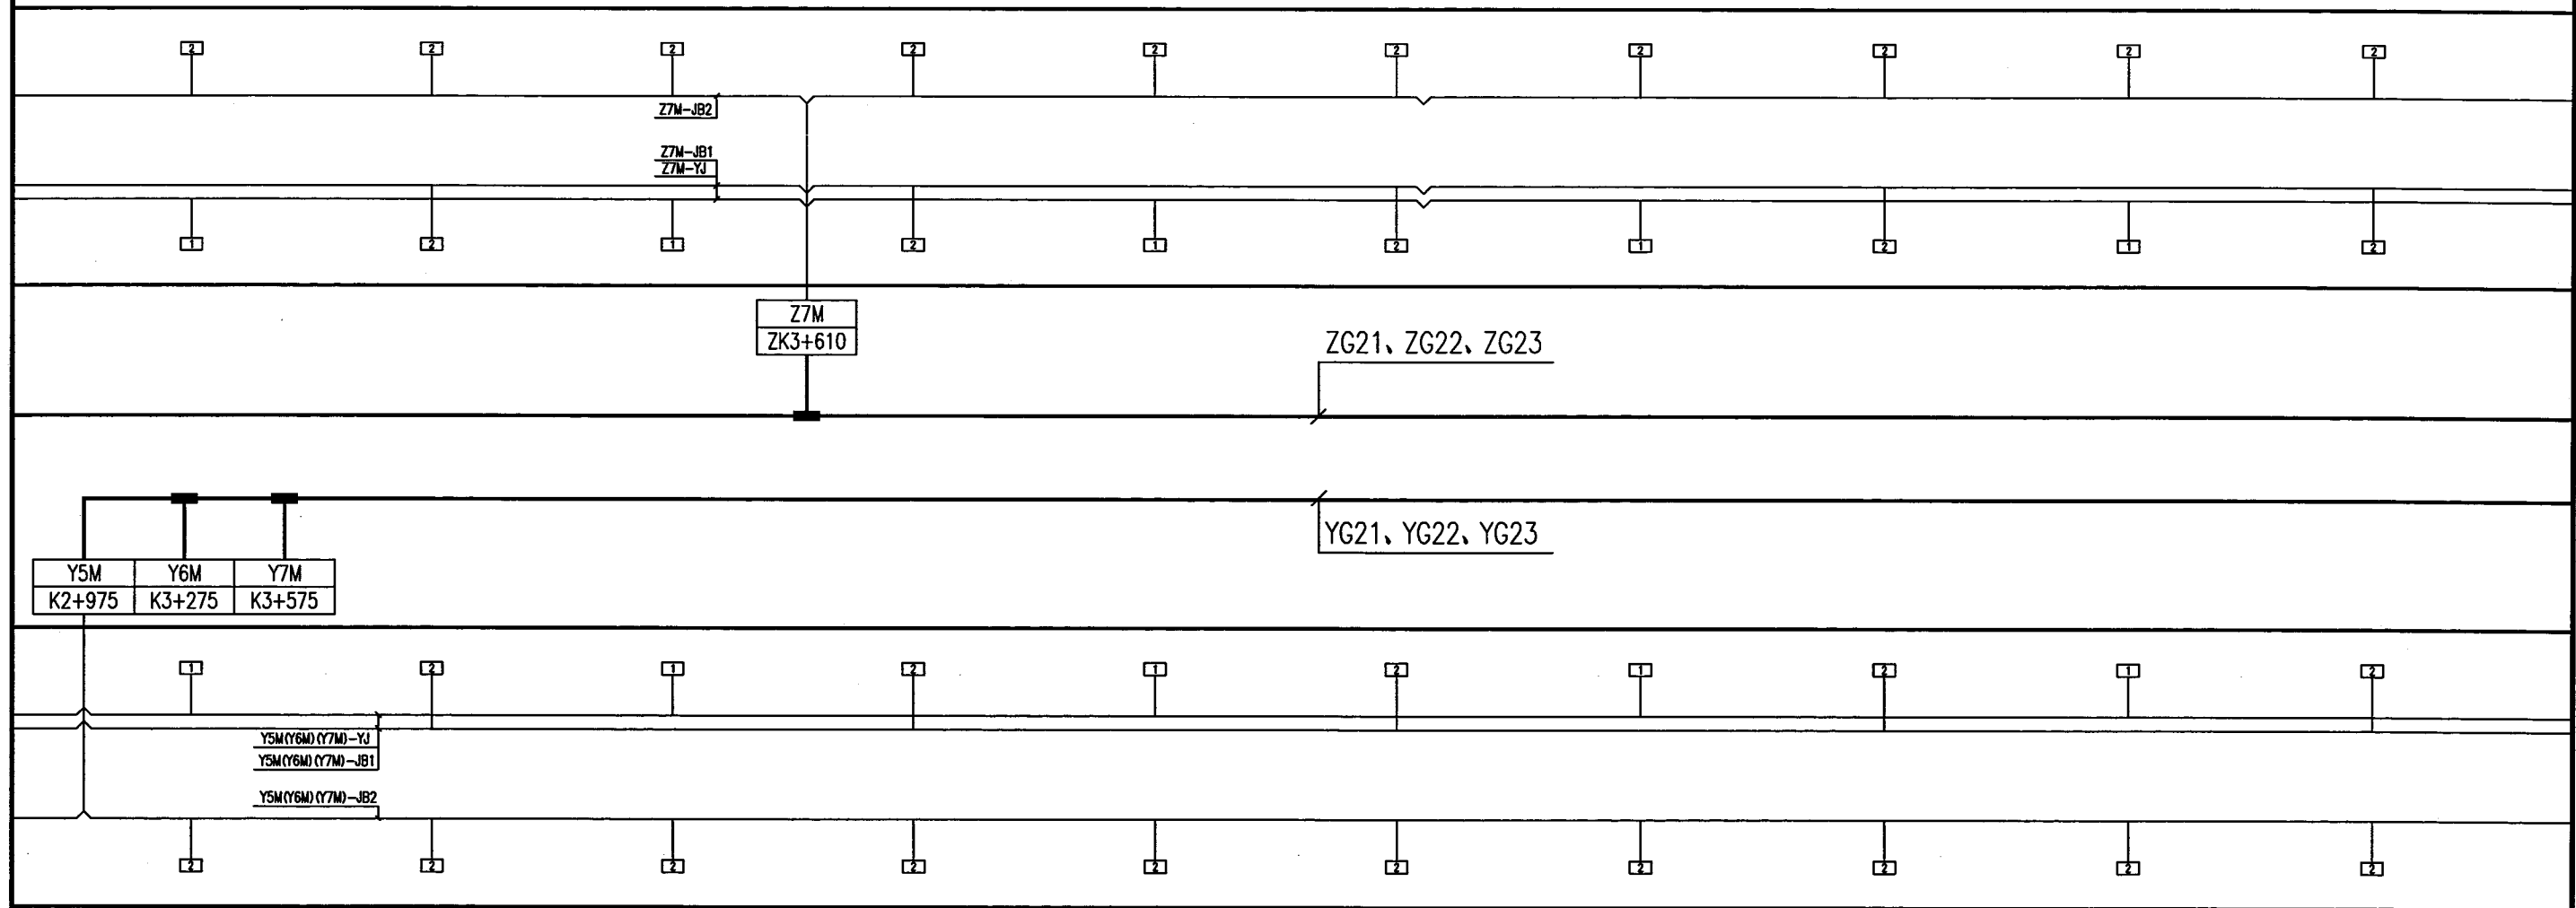 2 2 2 2 2 2 2 2 2 2
Z7M-JB2
Z7M-JB1
Z7M-YJ
1 2 1 2 1 2 1 2 1 2
Z7M
ZK3+610
ZG21、ZG22、ZG23
YG21、YG22、YG23
Y5M Y6M Y7M
K2+975 K3+275 K3+575
1 2 1 2 1 2 1 2 1 2
Y5M(Y6M)(Y7M)-YJ
Y5M(Y6M)(Y7M)-JB1
Y5M(Y6M)(Y7M)-JB2
2 2 2 2 2 2 2 2 2 2